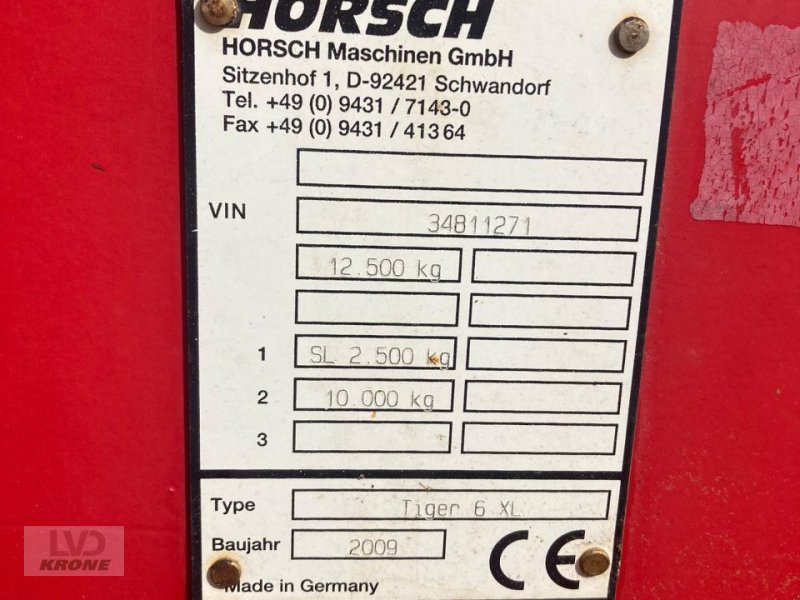 HORSCH
HORSCH Maschinen GmbH
Sitzenhof 1, D-92421 Schwandorf
Tel. +49 (0) 9431 / 7143-0
Fax +49 (0) 9431 / 41364
VIN 34811271
12.500 kg
1 SL 2.500 kg
2 10.000 kg
3
Type Tiger 6 XL
Baujahr 2009
CE
Made in Germany
LVD
KRONE